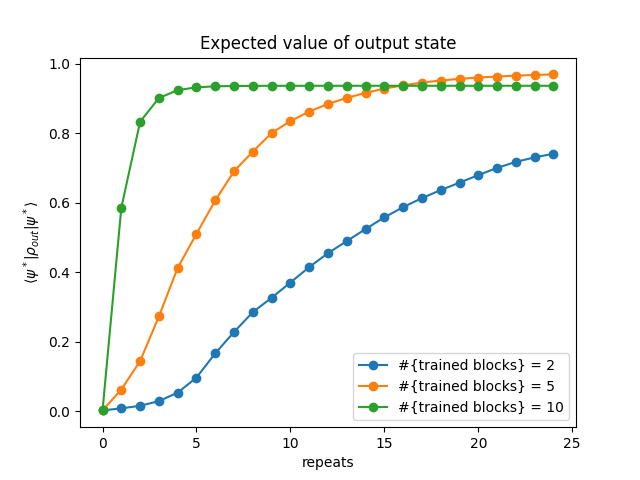 Expected value of output state
⟨ψ*|ρ_out|ψ*⟩
1.0
0.8
0.6
0.4
0.2
0.0
0 5 10 15 20 25
repeats
#{trained blocks} = 2
#{trained blocks} = 5
#{trained blocks} = 10